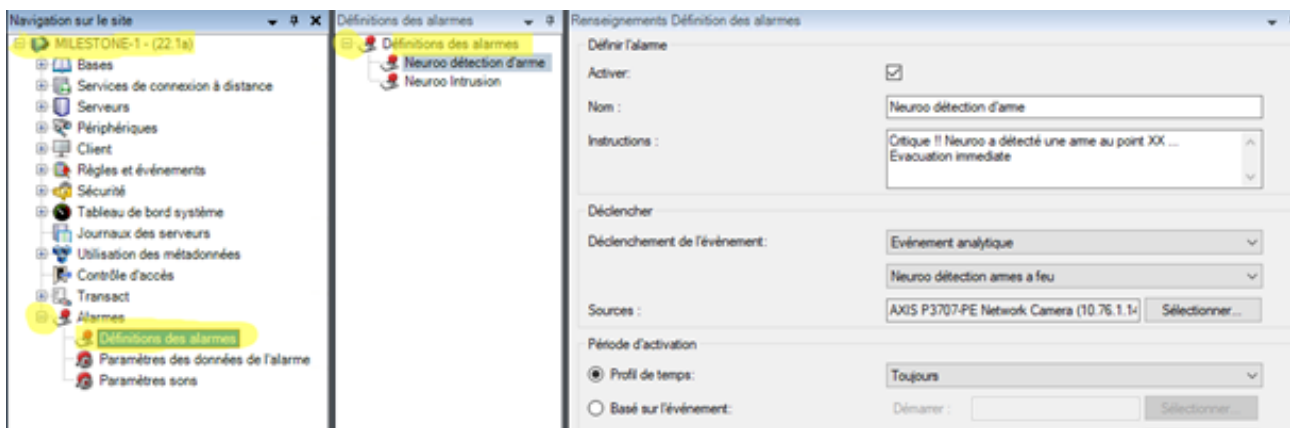 Navigation sur le site
MILESTONE-1 - (22.1a)
Bases
Services de connexion à distance
Serveurs
Périphériques
Client
Règles et événements
Sécurité
Tableau de bord système
Journaux des serveurs
Utilisation des métadonnées
Contrôle d'accès
Transact
Alarmes
Définitions des alarmes
Paramètres des données de l'alarme
Paramètres sons
Définitions des alarmes
Définitions des alarmes
Neuroo détection d'arme
Neuroo Intrusion
Renseignements Définition des alarmes
Définir l'alarme
Activer:
Nom :
Neuroo détection d'arme
Instructions :
Critique !! Neuroo a détecté une arme au point XX ...
Evacuation immediate
Déclencher
Déclenchement de l'évènement:
Evénement analytique
Neuroo détection armes a feu
Sources :
AXIS P3707-PE Network Camera (10.76.1.14
Sélectionner...
Période d'activation
Profil de temps:
Toujours
Basé sur l'événement:
Démarrer :
Sélectionner...